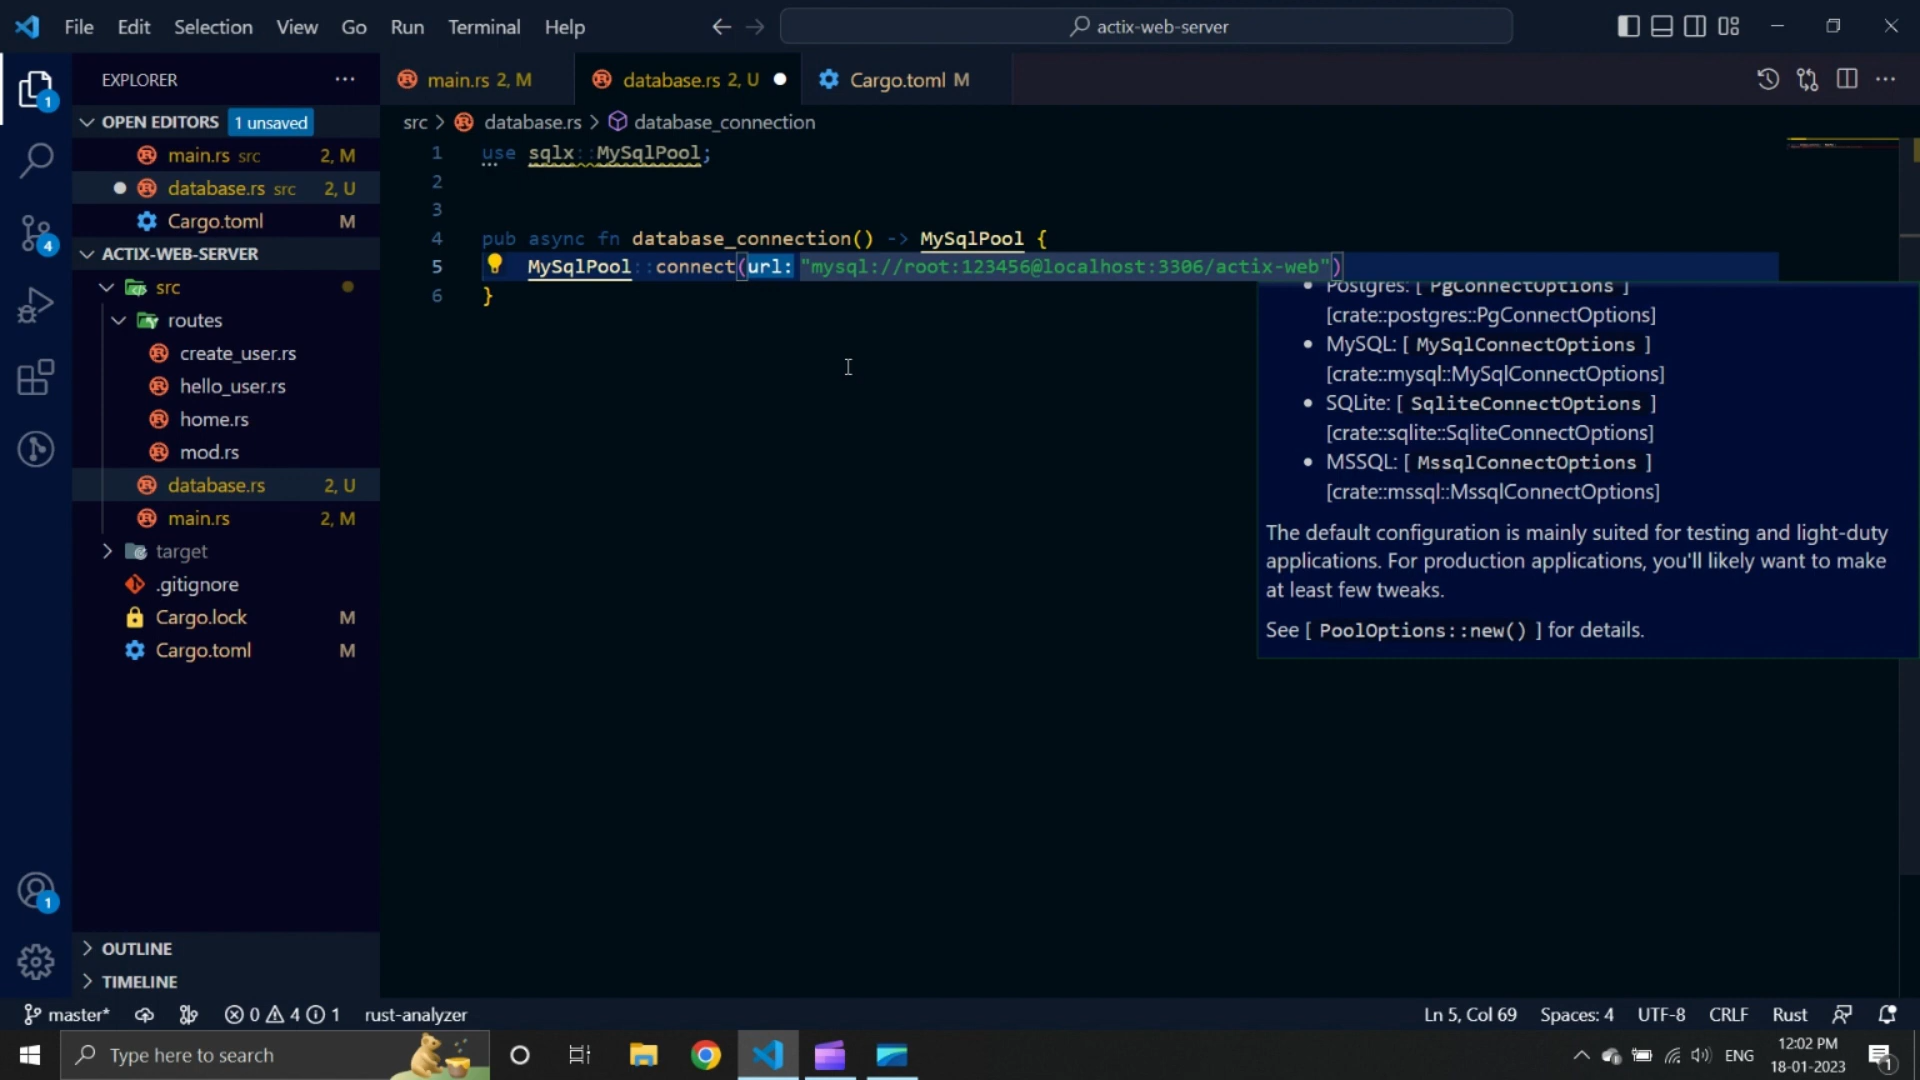 File Edit Selection View Go Run Terminal Help
actix-web-server
EXPLORER
OPEN EDITORS 1 unsaved
main.rs src 2, M
database.rs src 2, U
Cargo.toml M
ACTIX-WEB-SERVER
src
routes
create_user.rs
hello_user.rs
home.rs
mod.rs
database.rs 2, U
main.rs 2, M
target
.gitignore
Cargo.lock M
Cargo.toml M
OUTLINE
TIMELINE
1
4
1
main.rs 2, M
database.rs 2, U
Cargo.toml M
src > database.rs > database_connection
1 use sqlx::MySqlPool;
2
3
4 pub async fn database_connection() -> MySqlPool {
5 MySqlPool::connect(url: "mysql://root:123456@localhost:3306/actix-web")
6 }
• Postgres: [ PgConnectOptions ]
[crate::postgres::PgConnectOptions]
• MySQL: [ MySqlConnectOptions ]
[crate::mysql::MySqlConnectOptions]
• SQLite: [ SqliteConnectOptions ]
[crate::sqlite::SqliteConnectOptions]
• MSSQL: [ MssqlConnectOptions ]
[crate::mssql::MssqlConnectOptions]
The default configuration is mainly suited for testing and light-duty
applications. For production applications, you'll likely want to make
at least few tweaks.
See [ PoolOptions::new() ] for details.
master* 0 4 1 rust-analyzer
Ln 5, Col 69 Spaces: 4 UTF-8 CRLF Rust
Type here to search
ENG
12:02 PM
18-01-2023
1